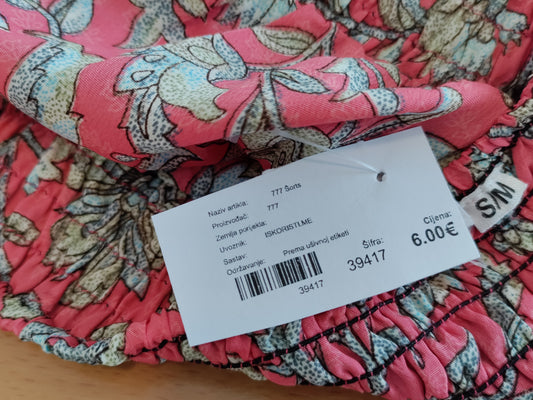 Naziv artikla: 777 Šorts
Proizvođač: 777
Zemlja porijekla:
Uvoznik: ISKORISTI.ME
Sastav:
Održavanje: Prema ušivnoj etiketi
39417
Šifra:
39417
Cijena:
6.00€
S/M